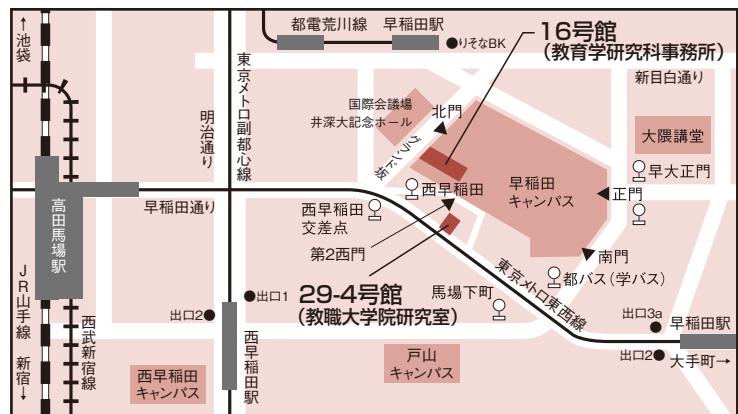 ↑池袋
都電荒川線
早稲田駅
●りそなBK
16号館
(教育学研究科事務所)
新目白通り
東京メトロ副都心線
明治通り
国際会議場
井深大記念ホール
北門
グランド坂
大隈講堂
早大正門
西早稲田
早稲田
キャンパス
正門
高田馬場駅
早稲田通り
西早稲田
交差点
第2西門
南門
都バス(学バス)
東京メトロ東西線
29-4号館
(教職大学院研究室)
馬場下町
●出口1
出口2●
出口3a
早稲田駅
出口2●
大手町→
JR山手線 新宿→
西武新宿線
西早稲田駅
西早稲田
キャンパス
戸山
キャンパス